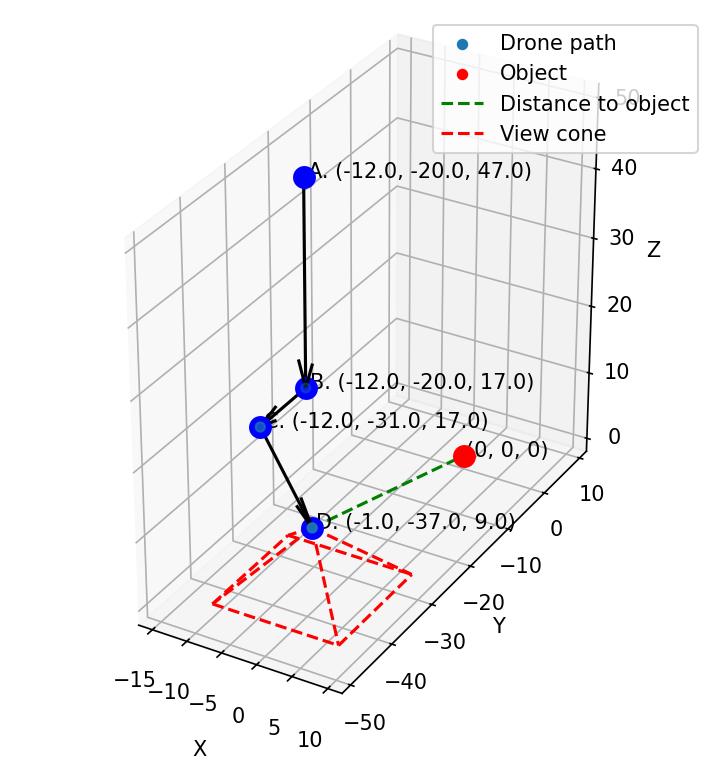 Drone path
Object
Distance to object
View cone
50
A. (-12.0, -20.0, 47.0)
40
30
Z
20
10
B. (-12.0, -20.0, 17.0)
C. (-12.0, -31.0, 17.0)
0
(0, 0, 0)
10
D. (-1.0, -37.0, 9.0)
0
−10
−20
Y
−30
−40
−50
−15
−10
−5
0
5
10
X